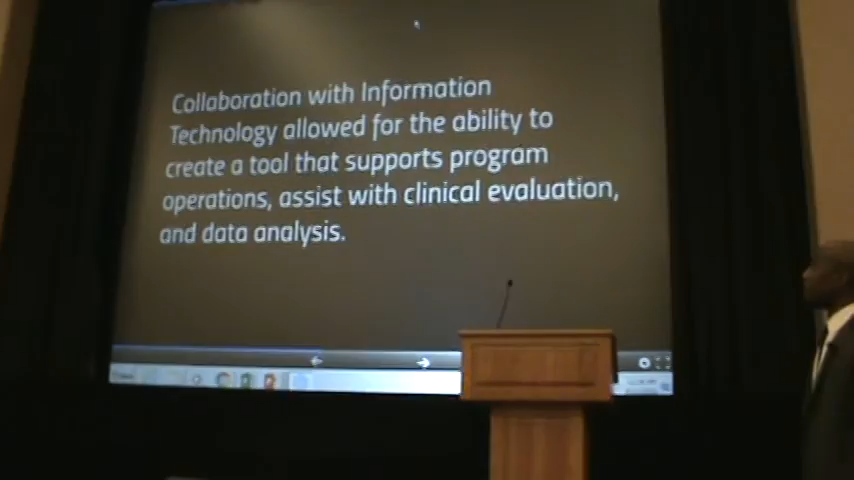 Collaboration with Information
Technology allowed for the ability to
create a tool that supports program
operations, assist with clinical evaluation,
and data analysis.